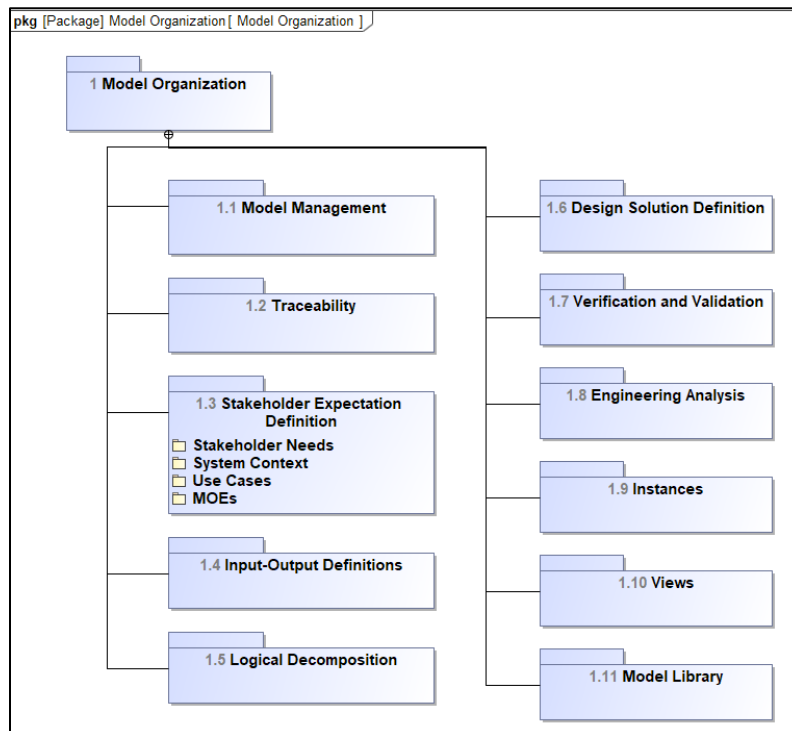 pkg [Package] Model Organization [ Model Organization ]
1 Model Organization
1.1 Model Management
1.2 Traceability
1.3 Stakeholder Expectation
Definition
Stakeholder Needs
System Context
Use Cases
MOEs
1.4 Input-Output Definitions
1.5 Logical Decomposition
1.6 Design Solution Definition
1.7 Verification and Validation
1.8 Engineering Analysis
1.9 Instances
1.10 Views
1.11 Model Library